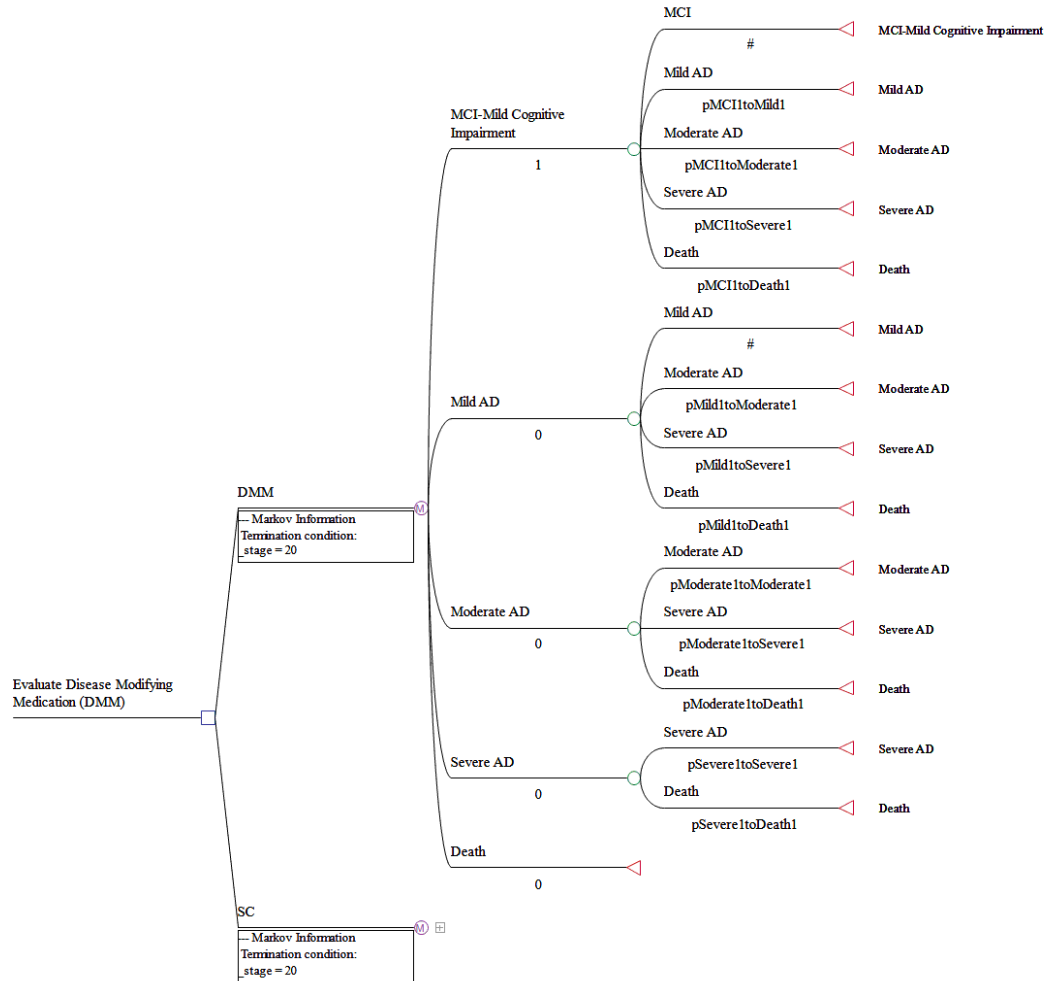 MCI
#
MCI-Mild Cognitive Impairment
Mild AD
pMCI1toMild1
Mild AD
MCI-Mild Cognitive
Impairment
1
Moderate AD
pMCI1toModerate1
Moderate AD
Severe AD
pMCI1toSevere1
Severe AD
Death
pMCI1toDeath1
Death
Mild AD
#
Mild AD
Mild AD
0
Moderate AD
pMild1toModerate1
Moderate AD
Severe AD
pMild1toSevere1
Severe AD
Death
pMild1toDeath1
Death
DMM
M
--- Markov Information
Termination condition:
_stage = 20
Moderate AD
0
Moderate AD
pModerate1toModerate1
Moderate AD
Severe AD
pModerate1toSevere1
Severe AD
Death
pModerate1toDeath1
Death
Evaluate Disease Modifying
Medication (DMM)
Severe AD
0
Severe AD
pSevere1toSevere1
Severe AD
Death
pSevere1toDeath1
Death
Death
0
SC
M
--- Markov Information
Termination condition:
_stage = 20